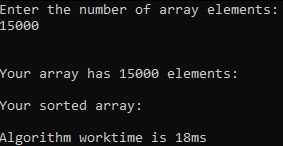 Enter the number of array elements:
15000
Your array has 15000 elements:
Your sorted array:
Algorithm worktime is 18ms